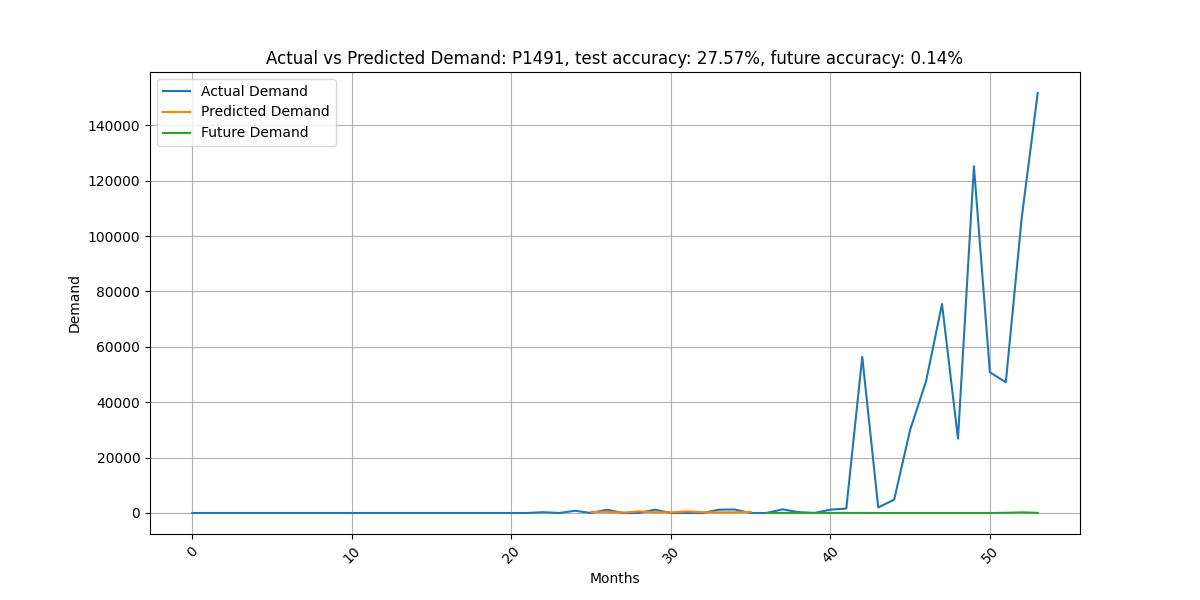 Actual vs Predicted Demand: P1491, test accuracy: 27.57%, future accuracy: 0.14%
Actual Demand
Predicted Demand
Future Demand
140000
120000
100000
80000
60000
40000
20000
0
Demand
0 10 20 30 40 50
Months